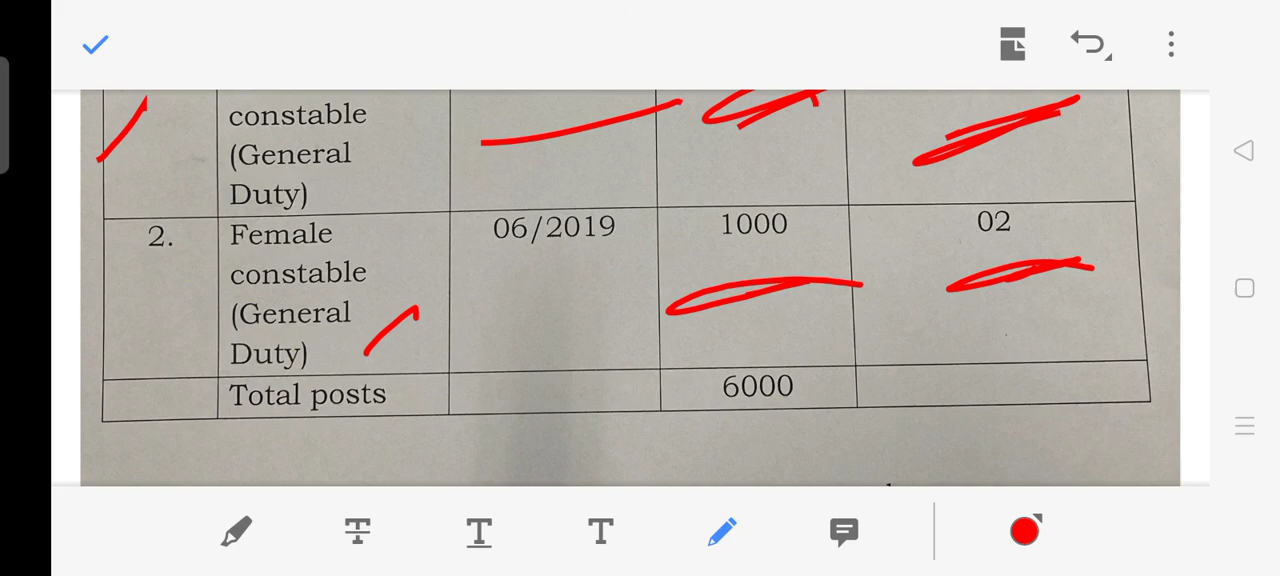 constable
(General
Duty)
2. Female 06/2019 1000 02
constable
(General
Duty)
Total posts 6000
T T T